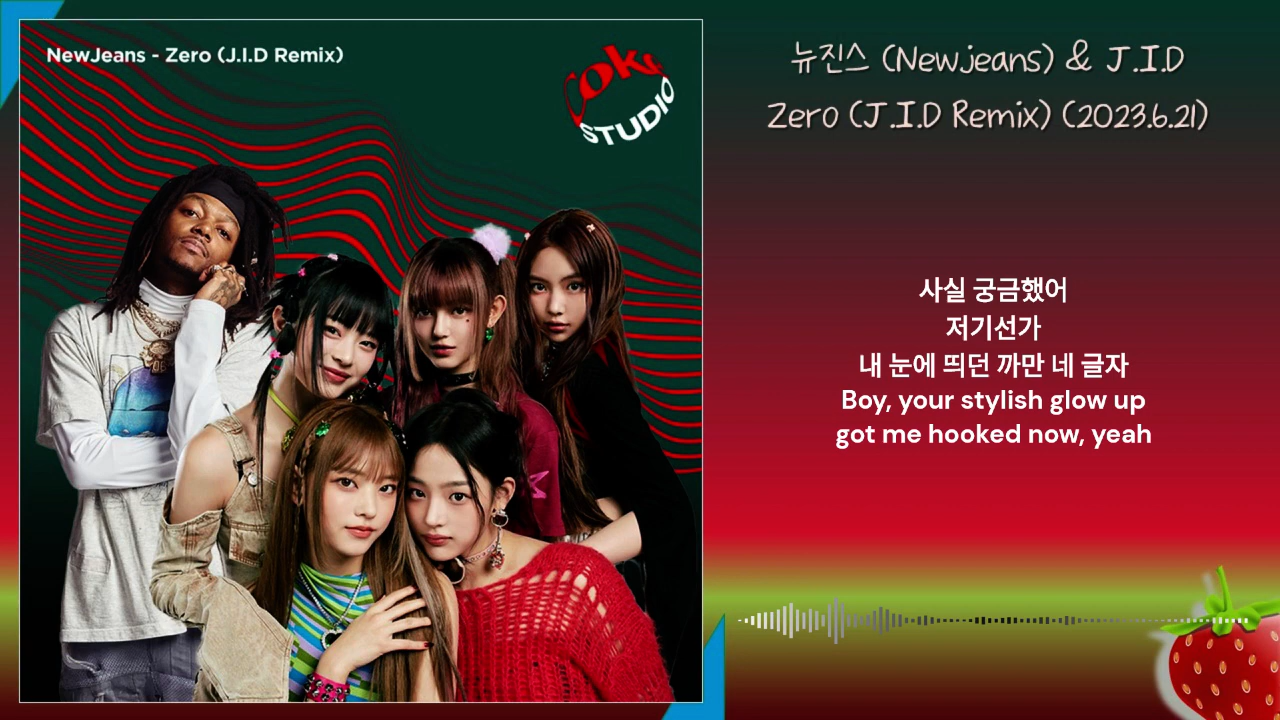 NewJeans - Zero (J.I.D Remix)
Coke
STUDIO
뉴진스 (Newjeans) & J.I.D
Zero (J.I.D Remix) (2023.6.21)
사실 궁금했어
저기선가
내 눈에 띄던 까만 네 글자
Boy, your stylish glow up
got me hooked now, yeah